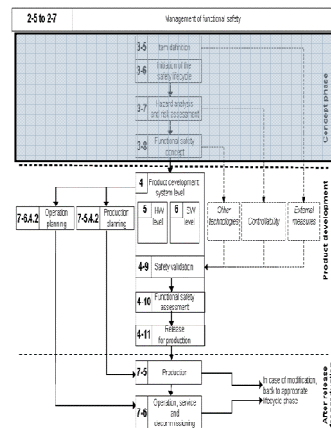 2-5 to 2-7
Management of functional safety
3-5
Item definition
3-6
Initiation of the
safety lifecycle
3-7
Hazard analysis
and risk assessment
3-8
Functional safety
concept
Concept phase
4
Product development
system level
5
HW
level
6
SW
level
7-6.4.2
Operation
planning
7-5.4.2
Production
planning
Other
technologies
Controllability
External
measures
4-9
Safety validation
4-10
Functional safety
assessment
4-11
Release
for production
Product development
7-5
Production
7-6
Operation, service
and
decommissioning
In case of modification,
back to appropriate
lifecycle phase
After release